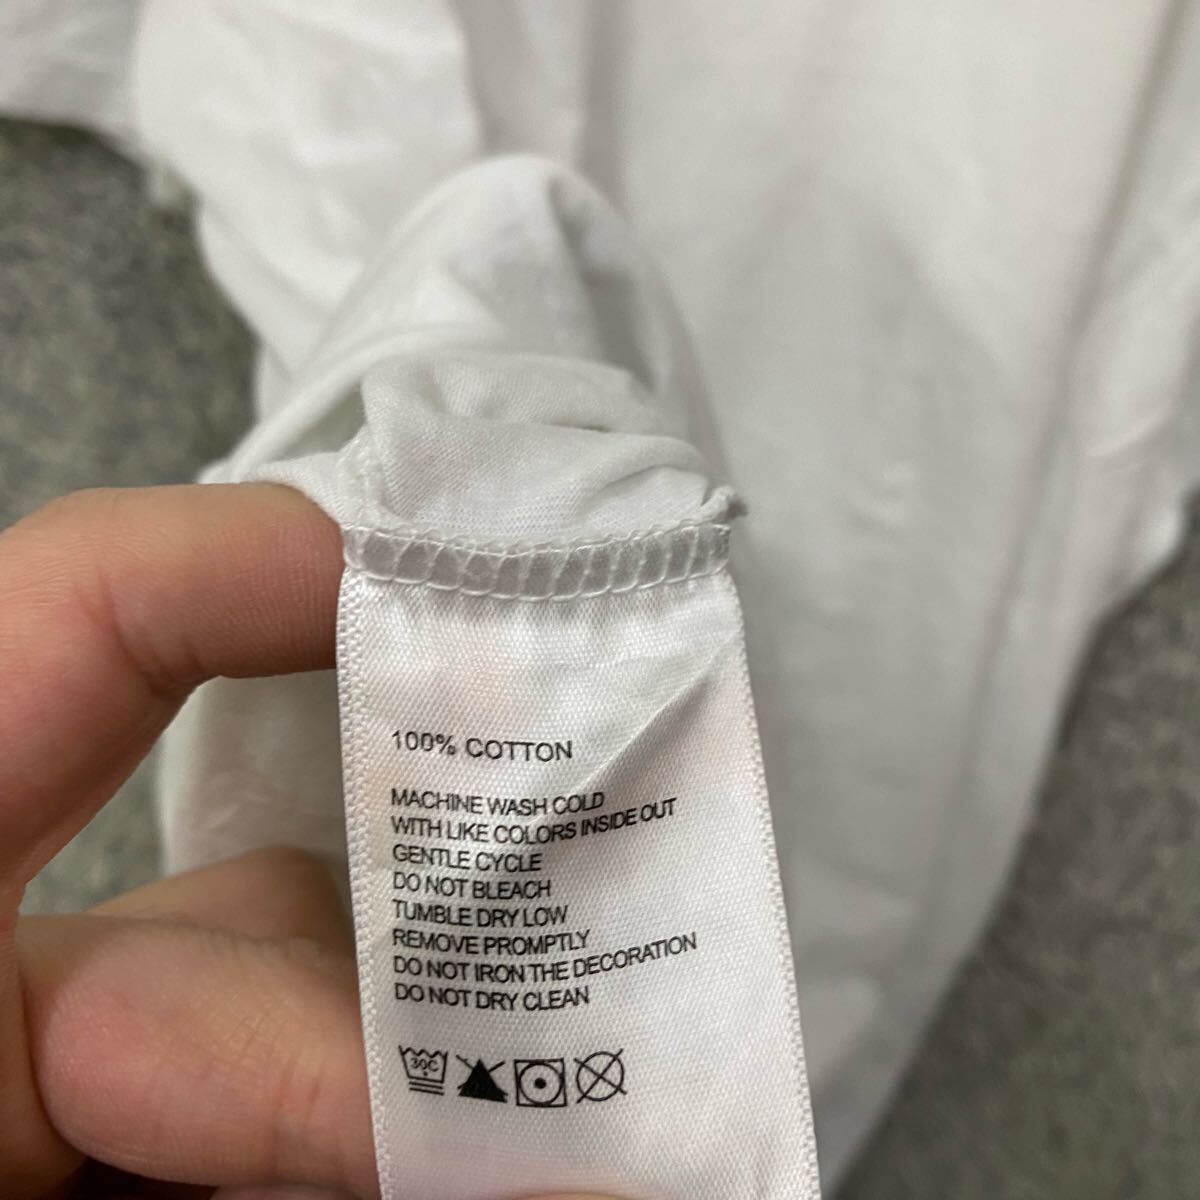 100% COTTON
MACHINE WASH COLD
WITH LIKE COLORS INSIDE OUT
GENTLE CYCLE
DO NOT BLEACH
TUMBLE DRY LOW
REMOVE PROMPTLY
DO NOT IRON THE DECORATION
DO NOT DRY CLEAN
30C